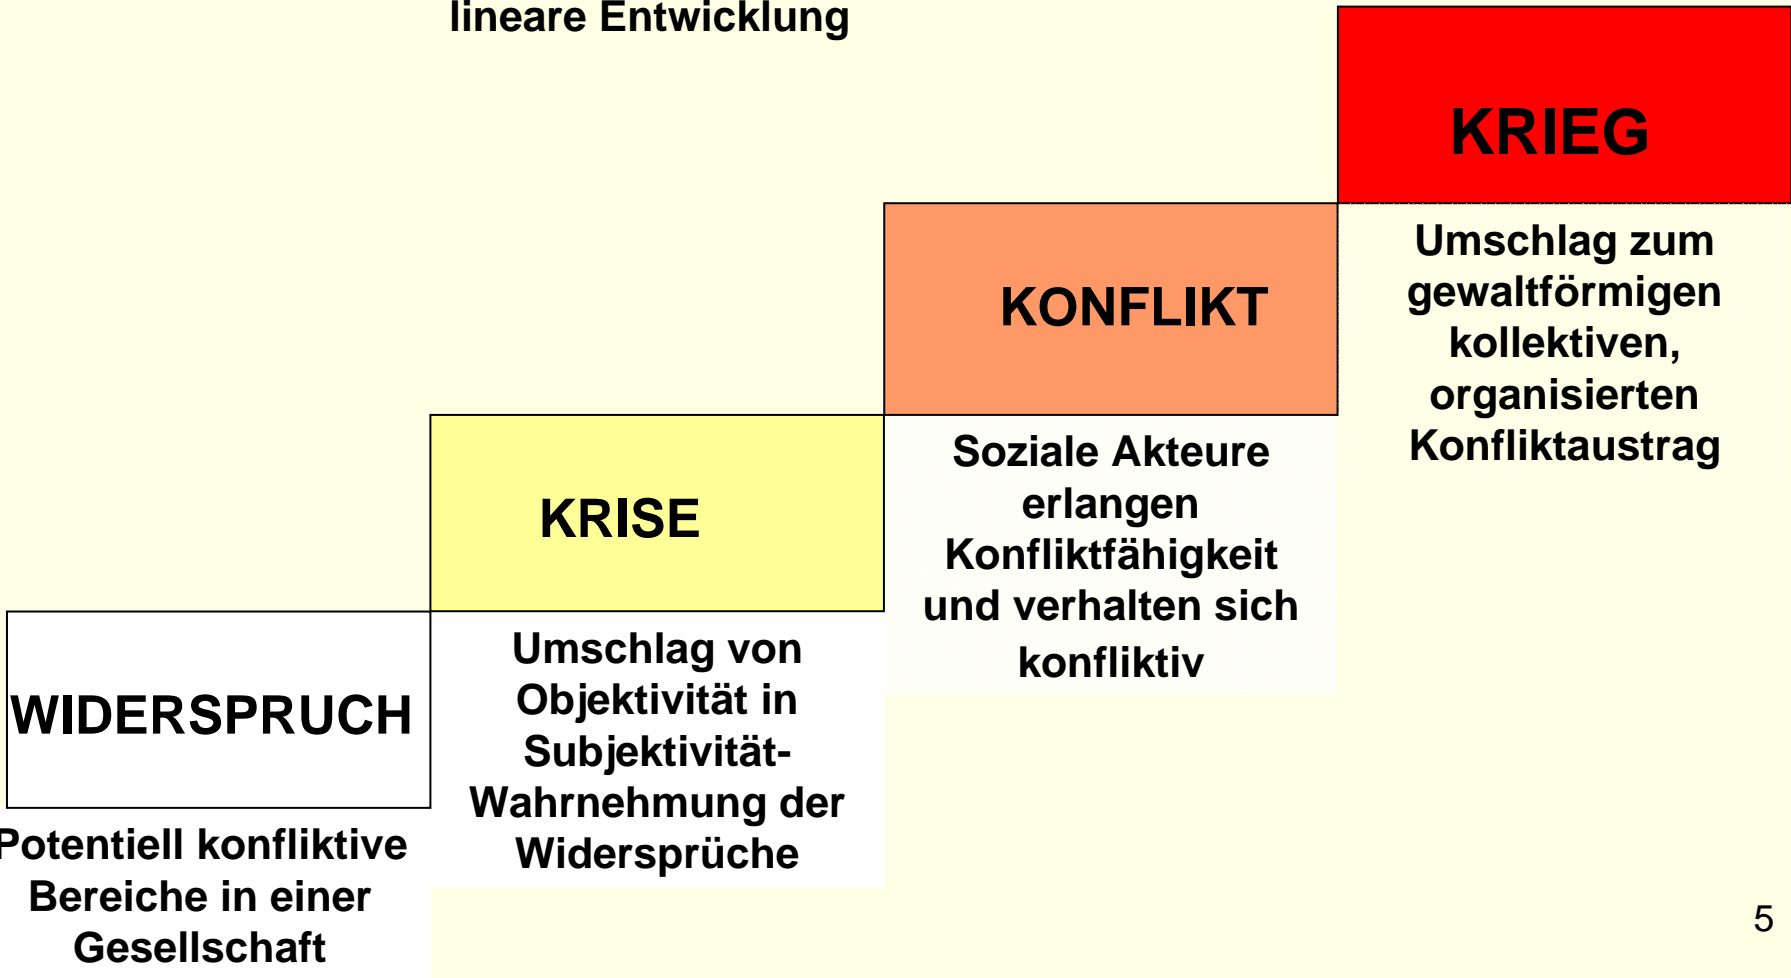 lineare Entwicklung
KRIEG
Umschlag zum
gewaltförmigen
kollektiven,
organisierten
Konfliktaustrag
KONFLIKT
Soziale Akteure
erlangen
Konfliktfähigkeit
und verhalten sich
konfliktiv
KRISE
Umschlag von
Objektivität in
Subjektivität-
Wahrnehmung der
Widersprüche
WIDERSPRUCH
Potentiell konfliktive
Bereiche in einer
Gesellschaft
5